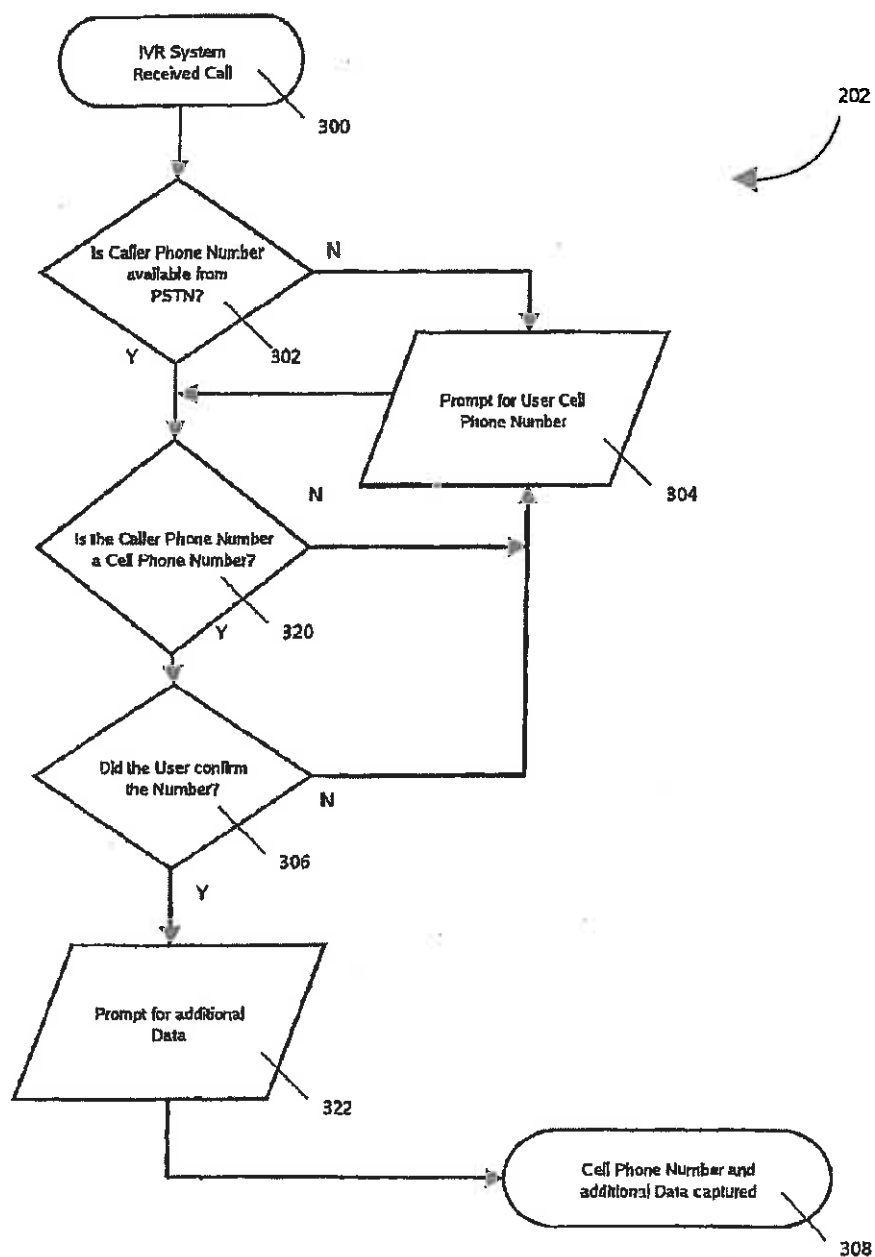 IVR System
Received Call
300
202
Is Caller Phone Number
available from
PSTN?
N
302
Y
Prompt for User Cell
Phone Number
304
N
Is the Caller Phone Number
a Cell Phone Number?
320
Y
Did the User confirm
the Number?
N
306
Y
Prompt for additional
Data
322
Cell Phone Number and
additional Data captured
308